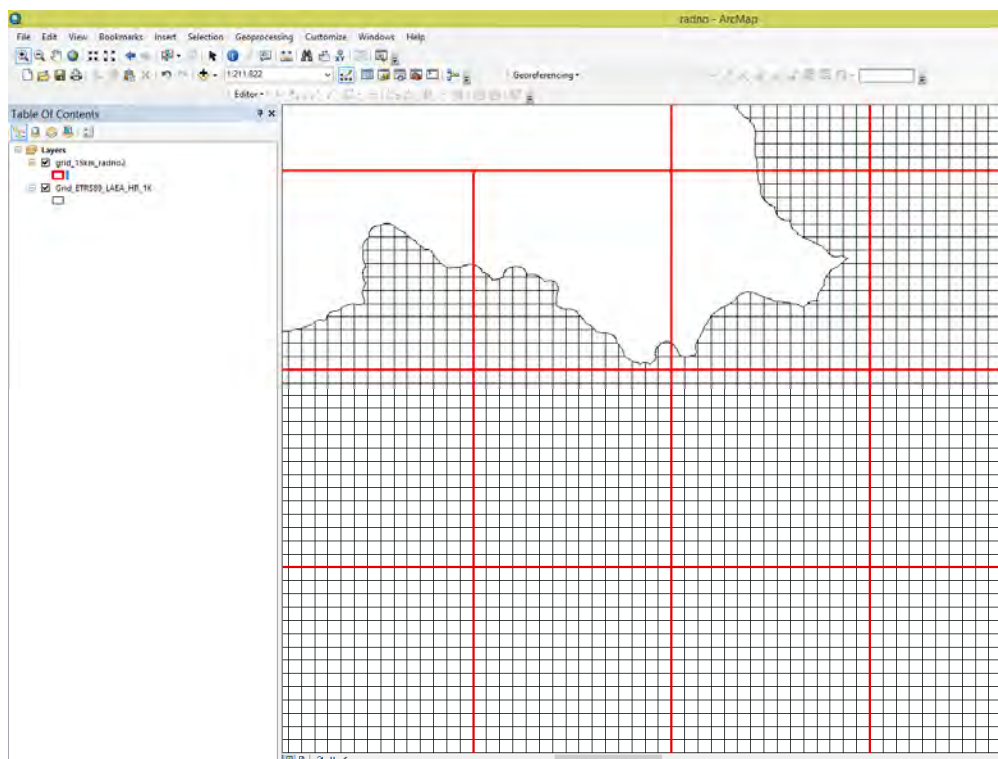 radno - ArcMap
File Edit View Bookmarks Insert Selection Geoprocessing Customize Windows Help
1:211.822
Georeferencing
Editor
Table Of Contents
Layers
grid_15km_radno2
Grid_ETRS89_LAEA_HR_1K